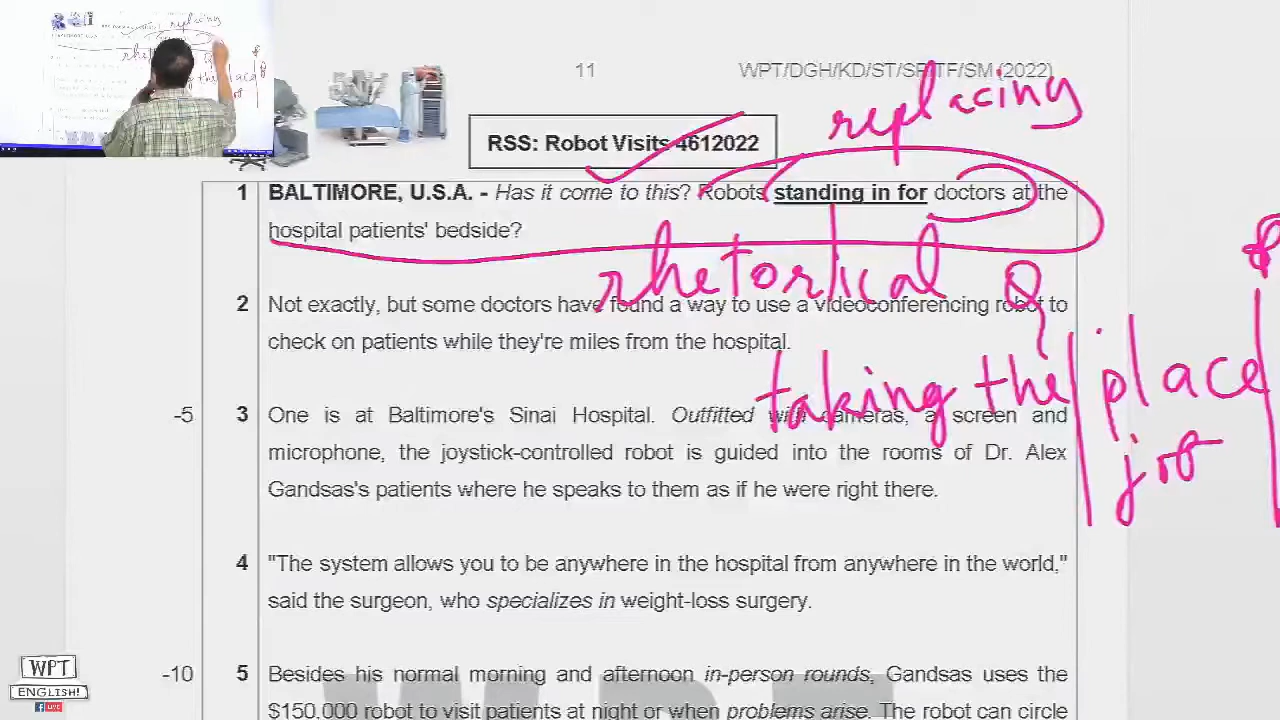 11
WPT/DGH/KD/ST/SF/TF/SM (2022)
replacing
RSS: Robot Visits 4612022
1 BALTIMORE, U.S.A. - Has it come to this? Robots standing in for doctors at the
hospital patients' bedside?
rhetortical Q
2 Not exactly, but some doctors have found a way to use a videoconferencing robot to
check on patients while they're miles from the hospital.
taking the place
job
-5 3 One is at Baltimore's Sinai Hospital. Outfitted with cameras, a screen and
microphone, the joystick-controlled robot is guided into the rooms of Dr. Alex
Gandsas's patients where he speaks to them as if he were right there.
4 "The system allows you to be anywhere in the hospital from anywhere in the world,"
said the surgeon, who specializes in weight-loss surgery.
-10 5 Besides his normal morning and afternoon in-person rounds, Gandsas uses the
$150.000 robot to visit patients at night or when problems arise. The robot can circle
WPT
ENGLISH!